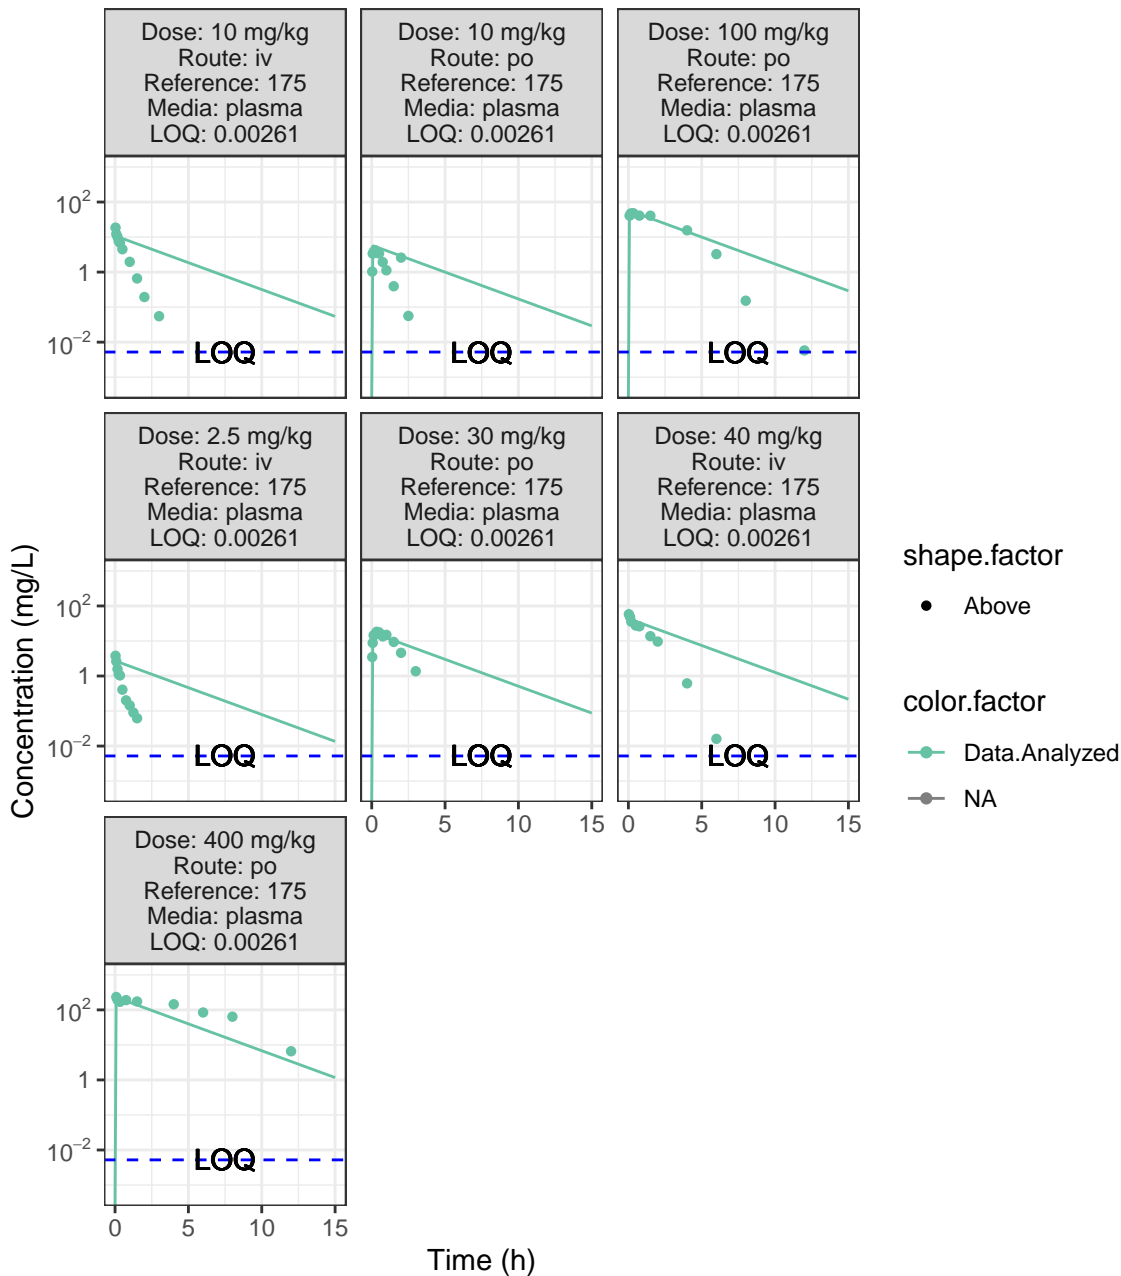 Dose: 10 mg/kg
Route: iv
Reference: 175
Media: plasma
LOQ: 0.00261
Dose: 10 mg/kg
Route: po
Reference: 175
Media: plasma
LOQ: 0.00261
Dose: 100 mg/kg
Route: po
Reference: 175
Media: plasma
LOQ: 0.00261
10²
1
10⁻²
LOQ
LOQ
LOQ
Dose: 2.5 mg/kg
Route: iv
Reference: 175
Media: plasma
LOQ: 0.00261
Dose: 30 mg/kg
Route: po
Reference: 175
Media: plasma
LOQ: 0.00261
Dose: 40 mg/kg
Route: iv
Reference: 175
Media: plasma
LOQ: 0.00261
10²
1
10⁻²
LOQ
LOQ
LOQ
0 5 10 15
0 5 10 15
Dose: 400 mg/kg
Route: po
Reference: 175
Media: plasma
LOQ: 0.00261
10²
1
10⁻²
LOQ
0 5 10 15
Time (h)
Concentration (mg/L)
shape.factor
Above
color.factor
Data.Analyzed
NA